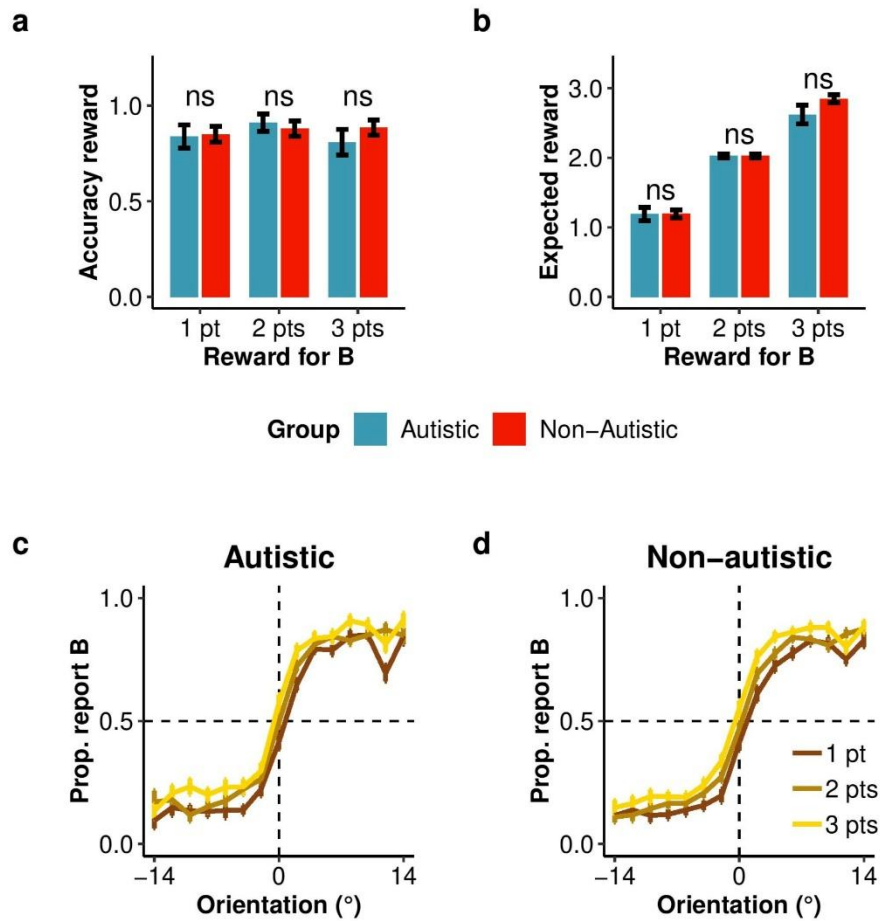 a
Accuracy reward
1.0
0.5
0.0
ns ns ns
1 pt 2 pts 3 pts
Reward for B
b
Expected reward
3.0
2.0
1.0
0.0
ns
ns
ns
1 pt 2 pts 3 pts
Reward for B
Group Autistic Non−Autistic
c
Autistic
Prop. report B
1.0
0.5
0.0
−14 0 14
Orientation (°)
d
Non−autistic
Prop. report B
1.0
0.5
0.0
1 pt
2 pts
3 pts
−14 0 14
Orientation (°)